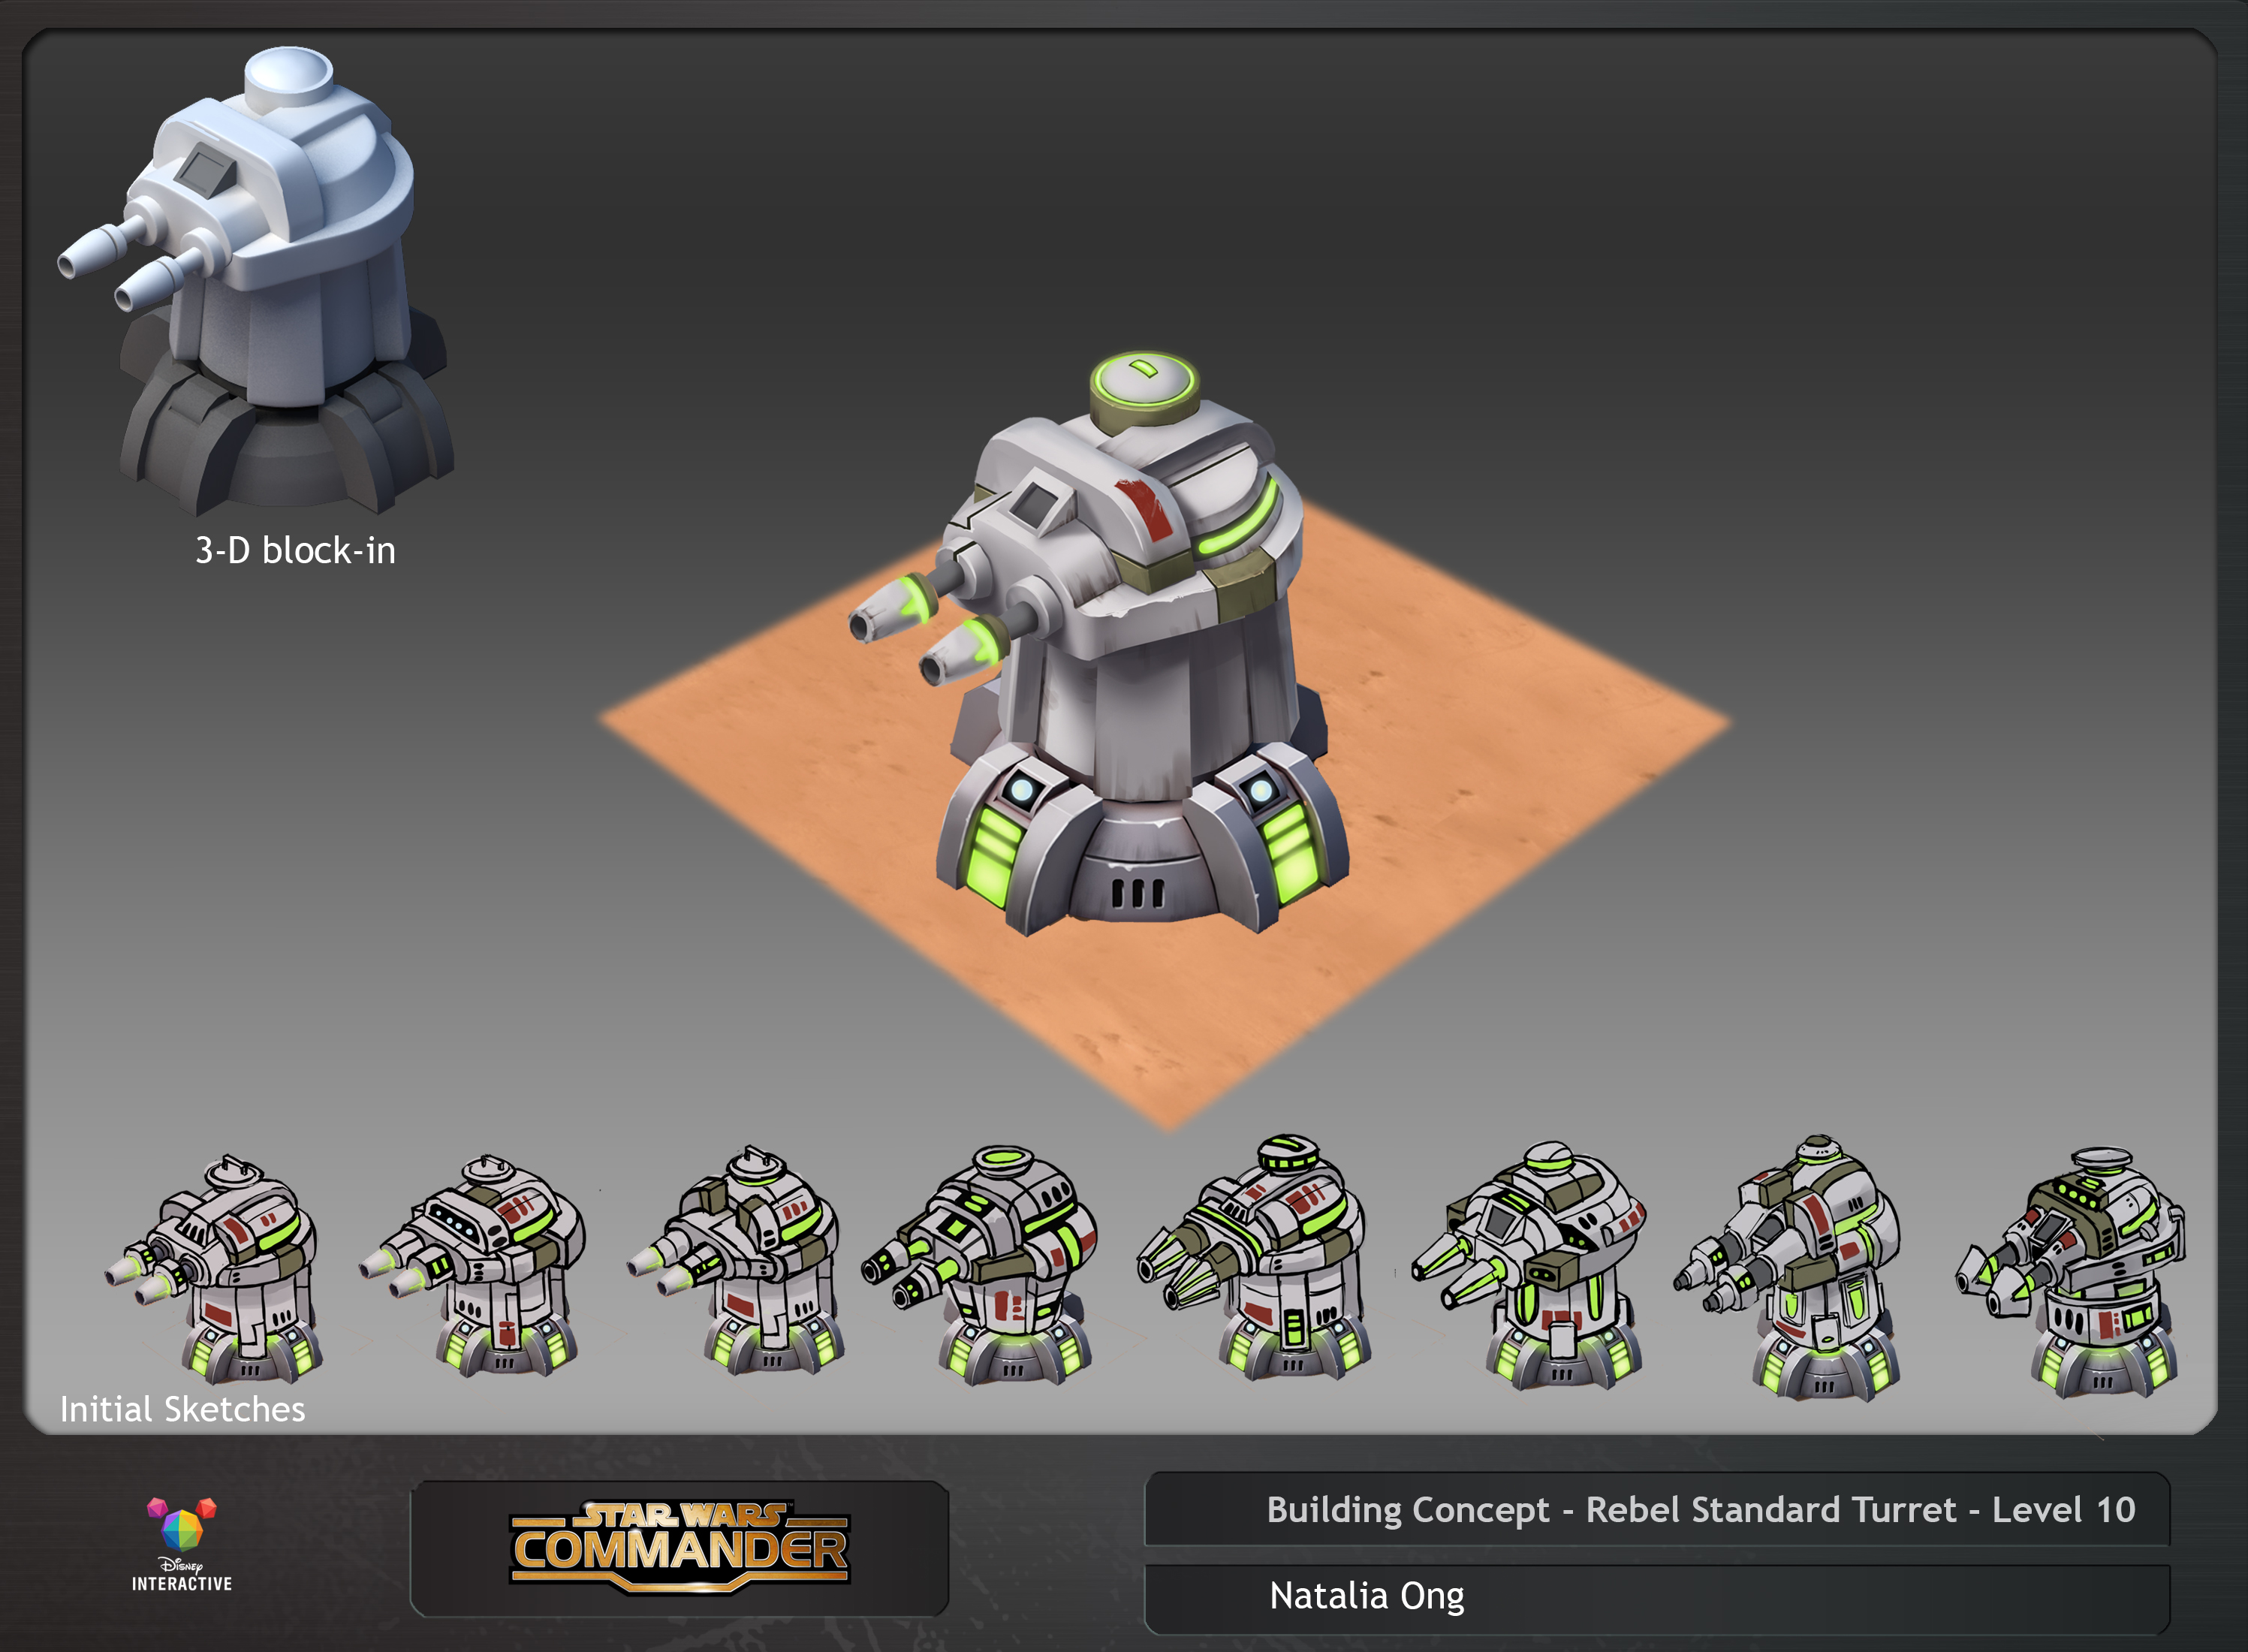 3-D block-in
Initial Sketches
Disney
INTERACTIVE
STAR WARS
COMMANDER
Building Concept - Rebel Standard Turret - Level 10
Natalia Ong